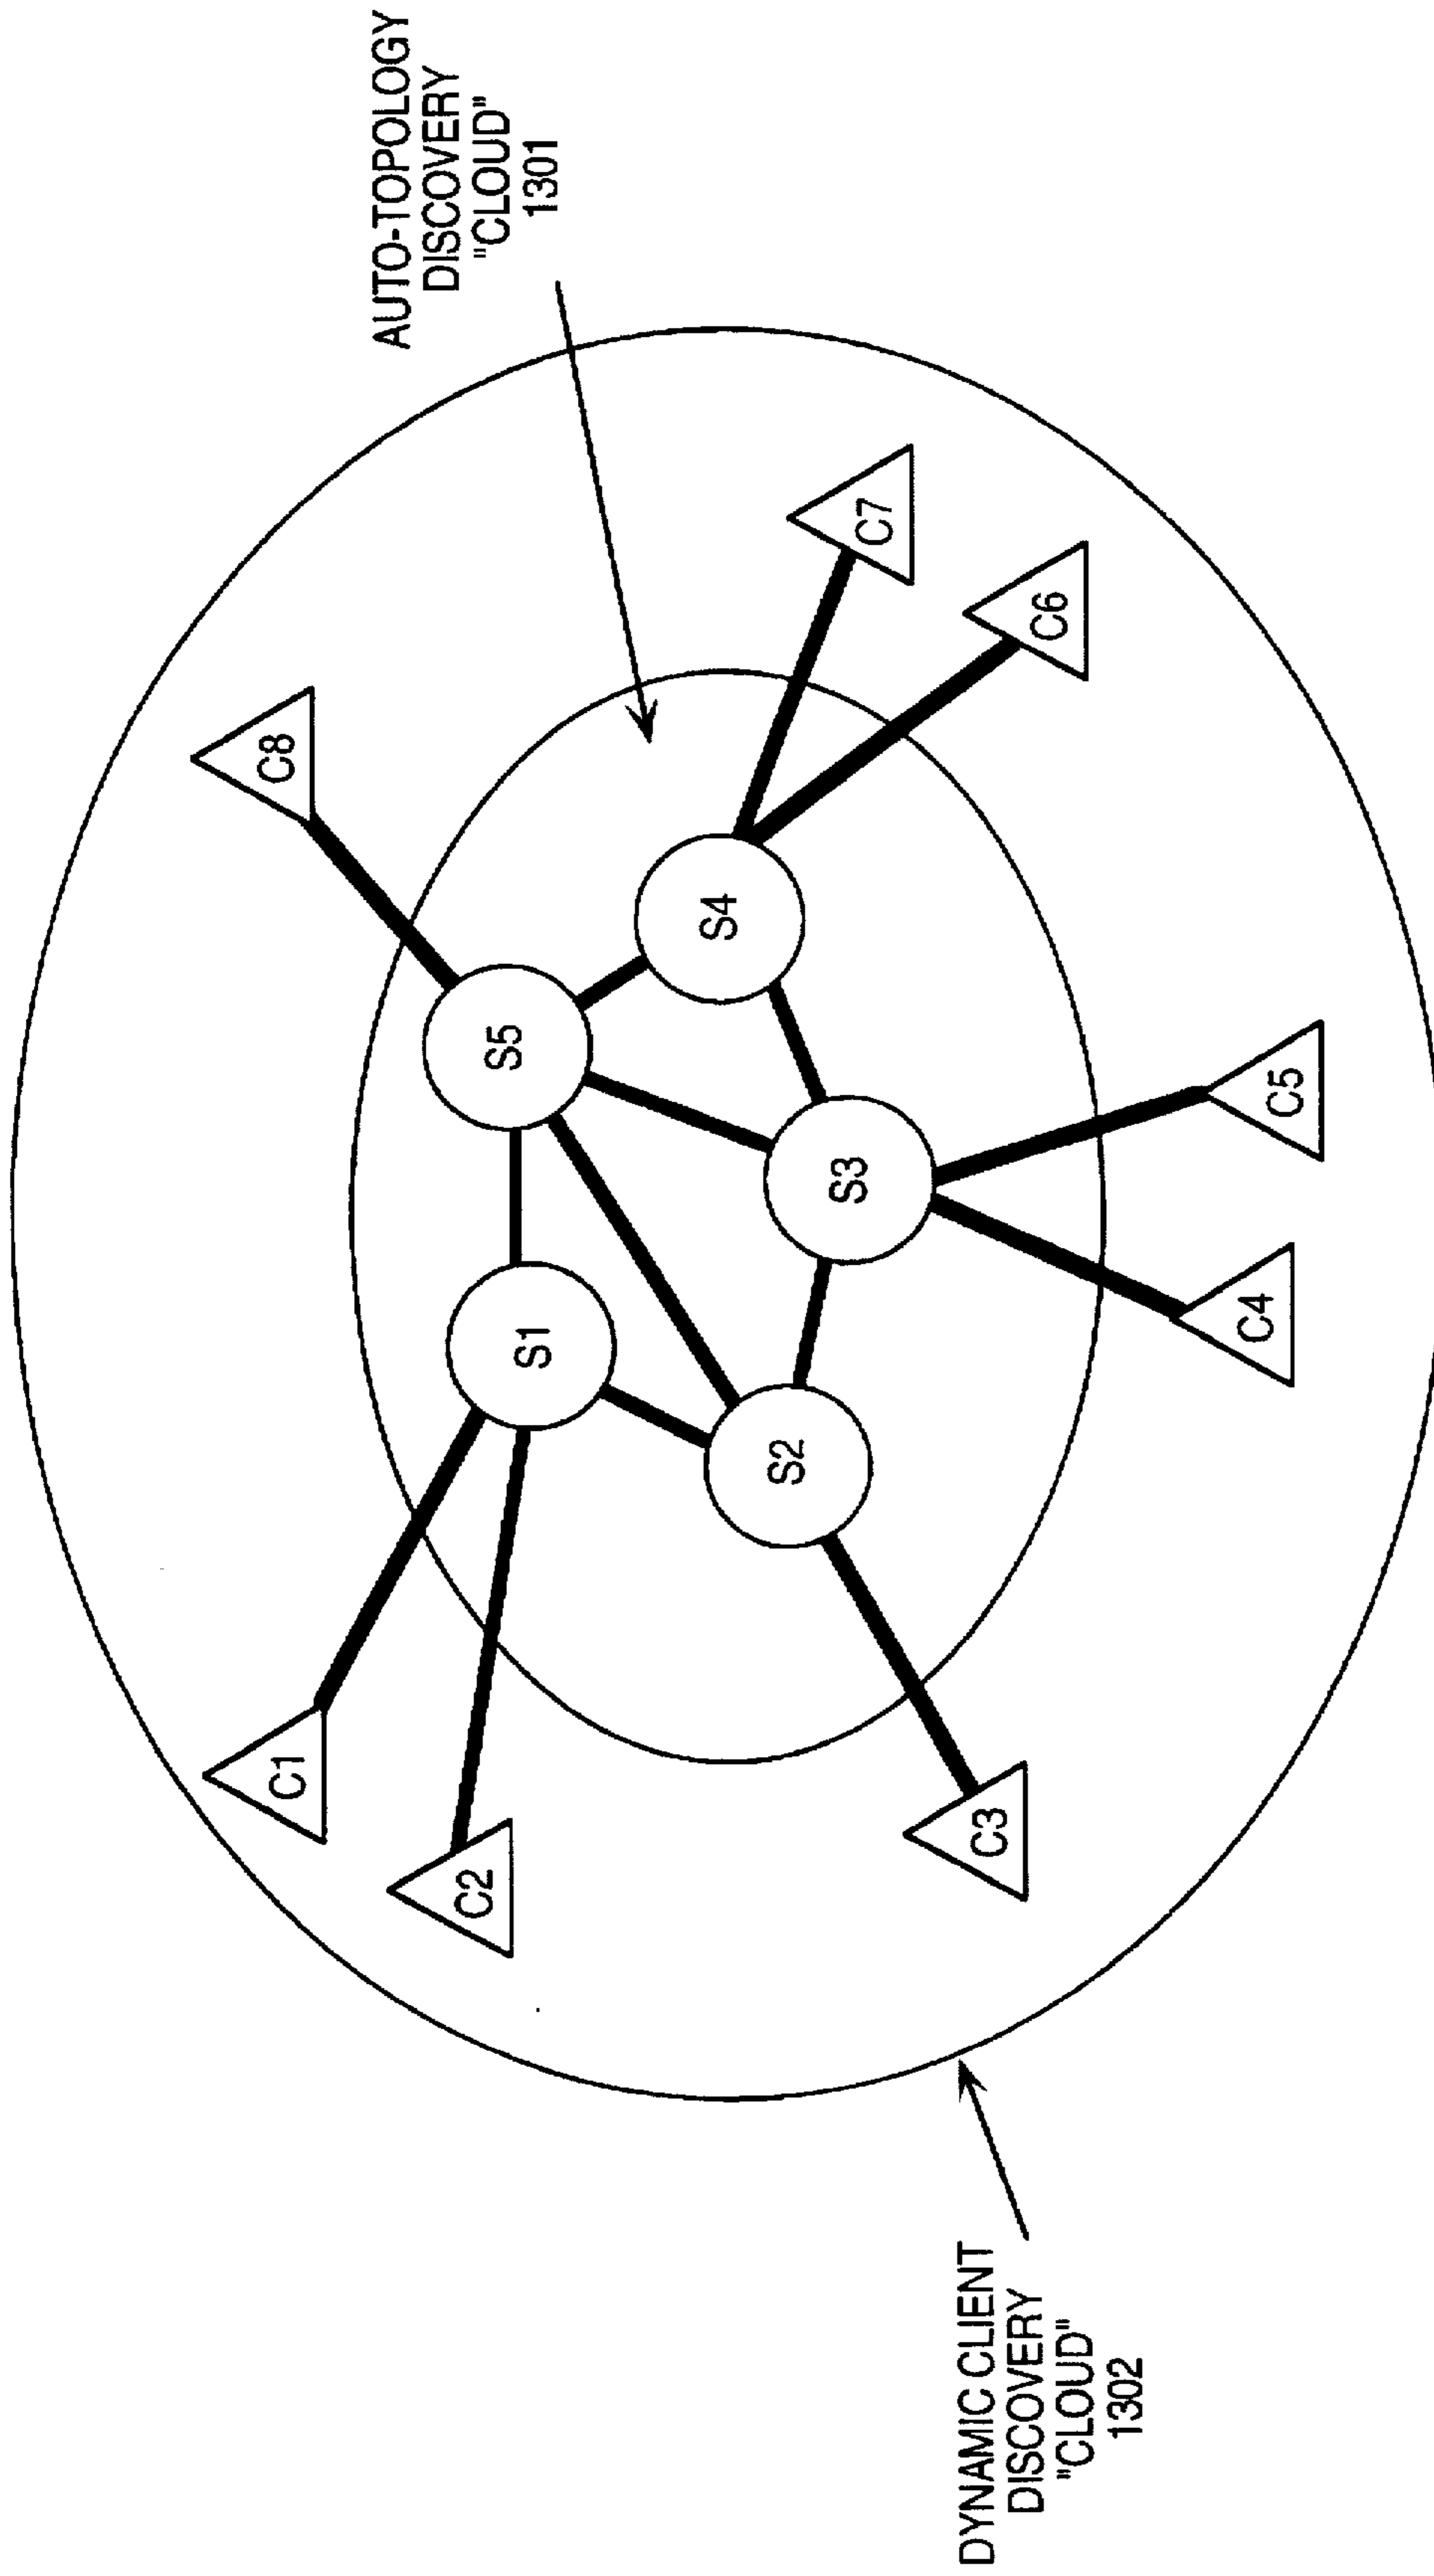 AUTO-TOPOLOGY
DISCOVERY
"CLOUD"
1301
C8
C1
C2
S5
S1
S4
C7
S2
S3
C6
C3
C4
C5
DYNAMIC CLIENT
DISCOVERY
"CLOUD"
1302